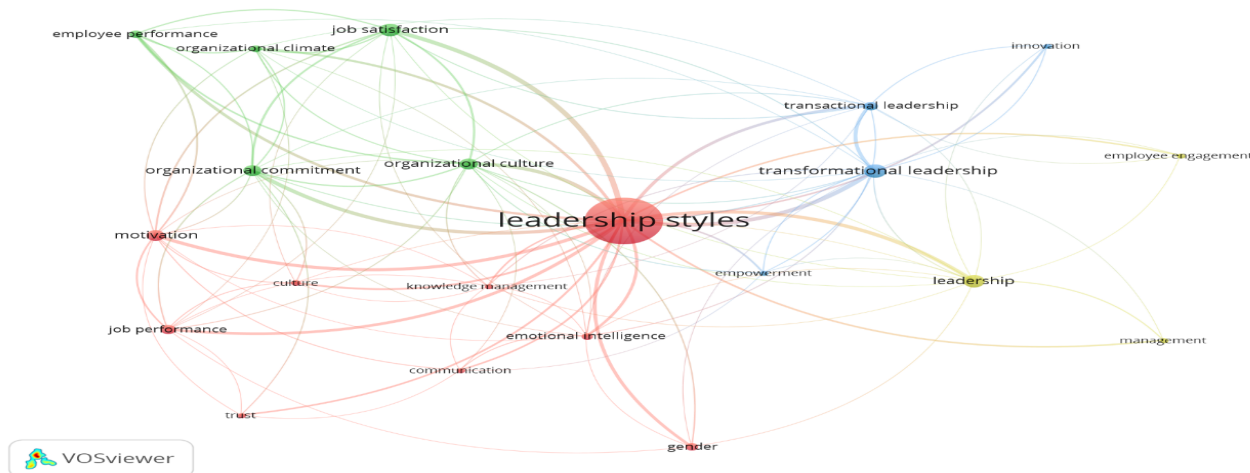 job satisfaction
employee performance
organizational climate
innovation
transactional leadership
employee engagement
organizational culture
organizational commitment
transformational leadership
leadership styles
motivation
empowerment
culture
knowledge management
leadership
job performance
emotional intelligence
management
communication
trust
gender
VOSviewer